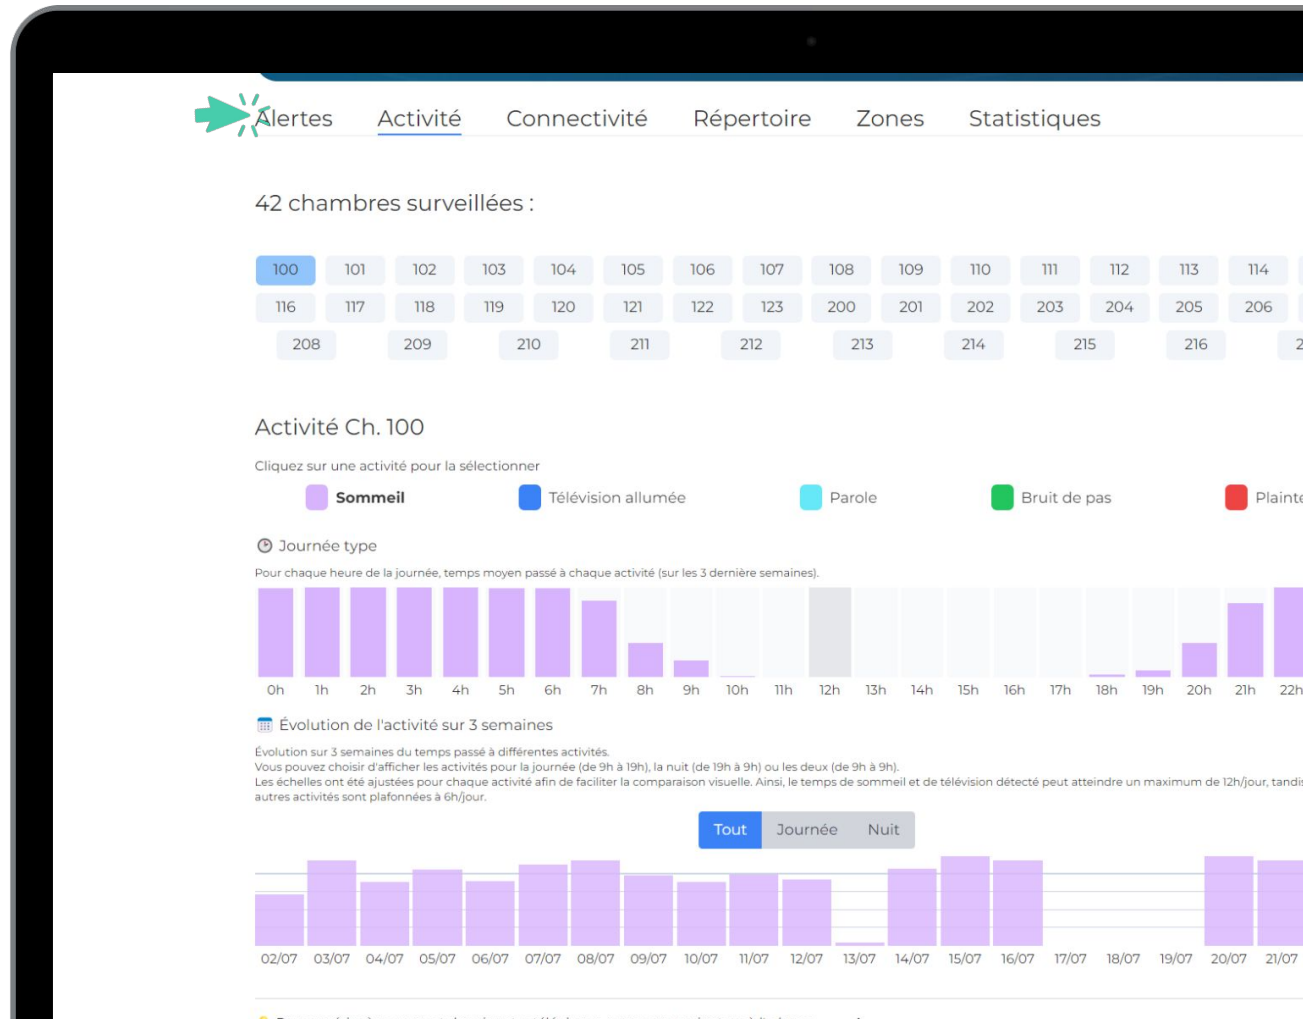 Alertes Activité Connectivité Répertoire Zones Statistiques
42 chambres surveillées :
100 101 102 103 104 105 106 107 108 109 110 111 112 113 114
116 117 118 119 120 121 122 123 200 201 202 203 204 205 206
208 209 210 211 212 213 214 215 216
Activité Ch. 100
Cliquez sur une activité pour la sélectionner
Sommeil Télévision allumée Parole Bruit de pas Plainte
Journée type
Pour chaque heure de la journée, temps moyen passé à chaque activité (sur les 3 dernière semaines).
0h 1h 2h 3h 4h 5h 6h 7h 8h 9h 10h 11h 12h 13h 14h 15h 16h 17h 18h 19h 20h 21h 22h
Évolution de l'activité sur 3 semaines
Évolution sur 3 semaines du temps passé à différentes activités.
Vous pouvez choisir d'afficher les activités pour la journée (de 9h à 19h), la nuit (de 19h à 9h) ou les deux (de 9h à 9h).
Les échelles ont été ajustées pour chaque activité afin de faciliter la comparaison visuelle. Ainsi, le temps de sommeil et de télévision détecté peut atteindre un maximum de 12h/jour, tandis
autres activités sont plafonnées à 6h/jour.
Tout Journée Nuit
02/07 03/07 04/07 05/07 06/07 07/07 08/07 09/07 10/07 11/07 12/07 13/07 14/07 15/07 16/07 17/07 18/07 19/07 20/07 21/07